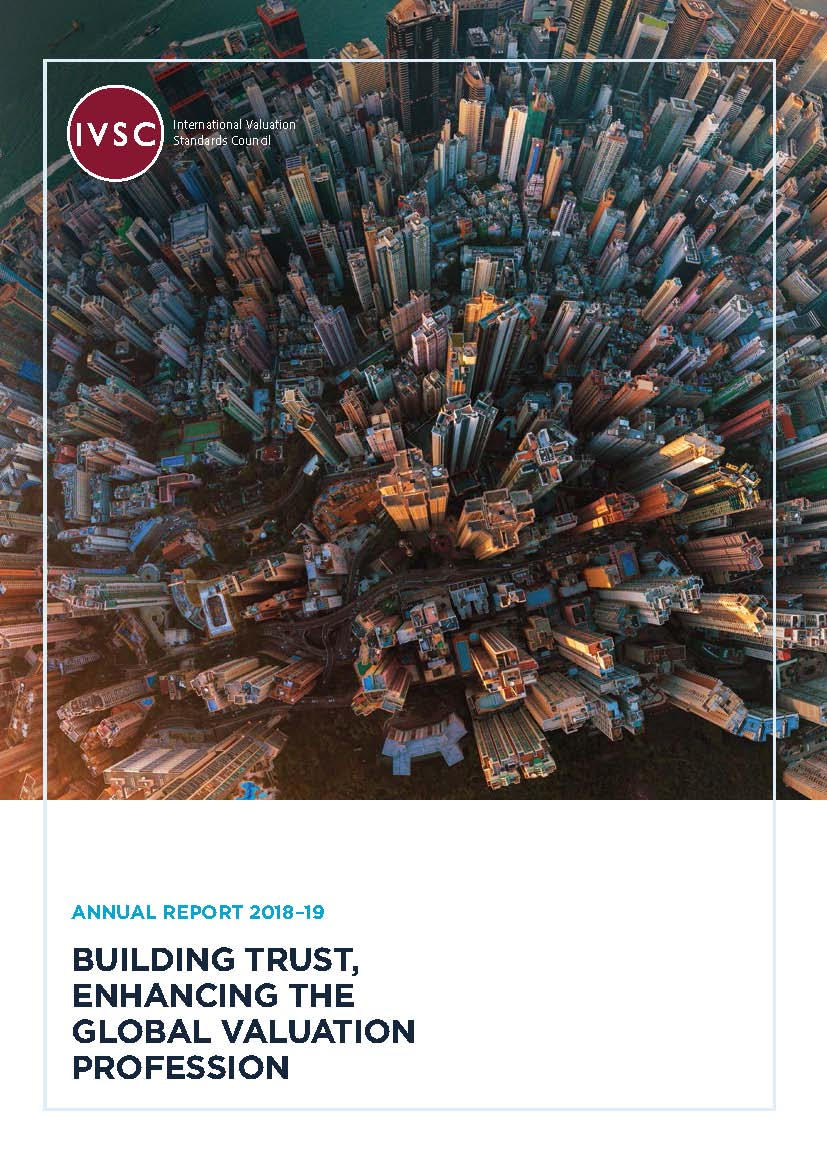 IVSC
International Valuation
Standards Council
ANNUAL REPORT 2018–19
BUILDING TRUST,
ENHANCING THE
GLOBAL VALUATION
PROFESSION